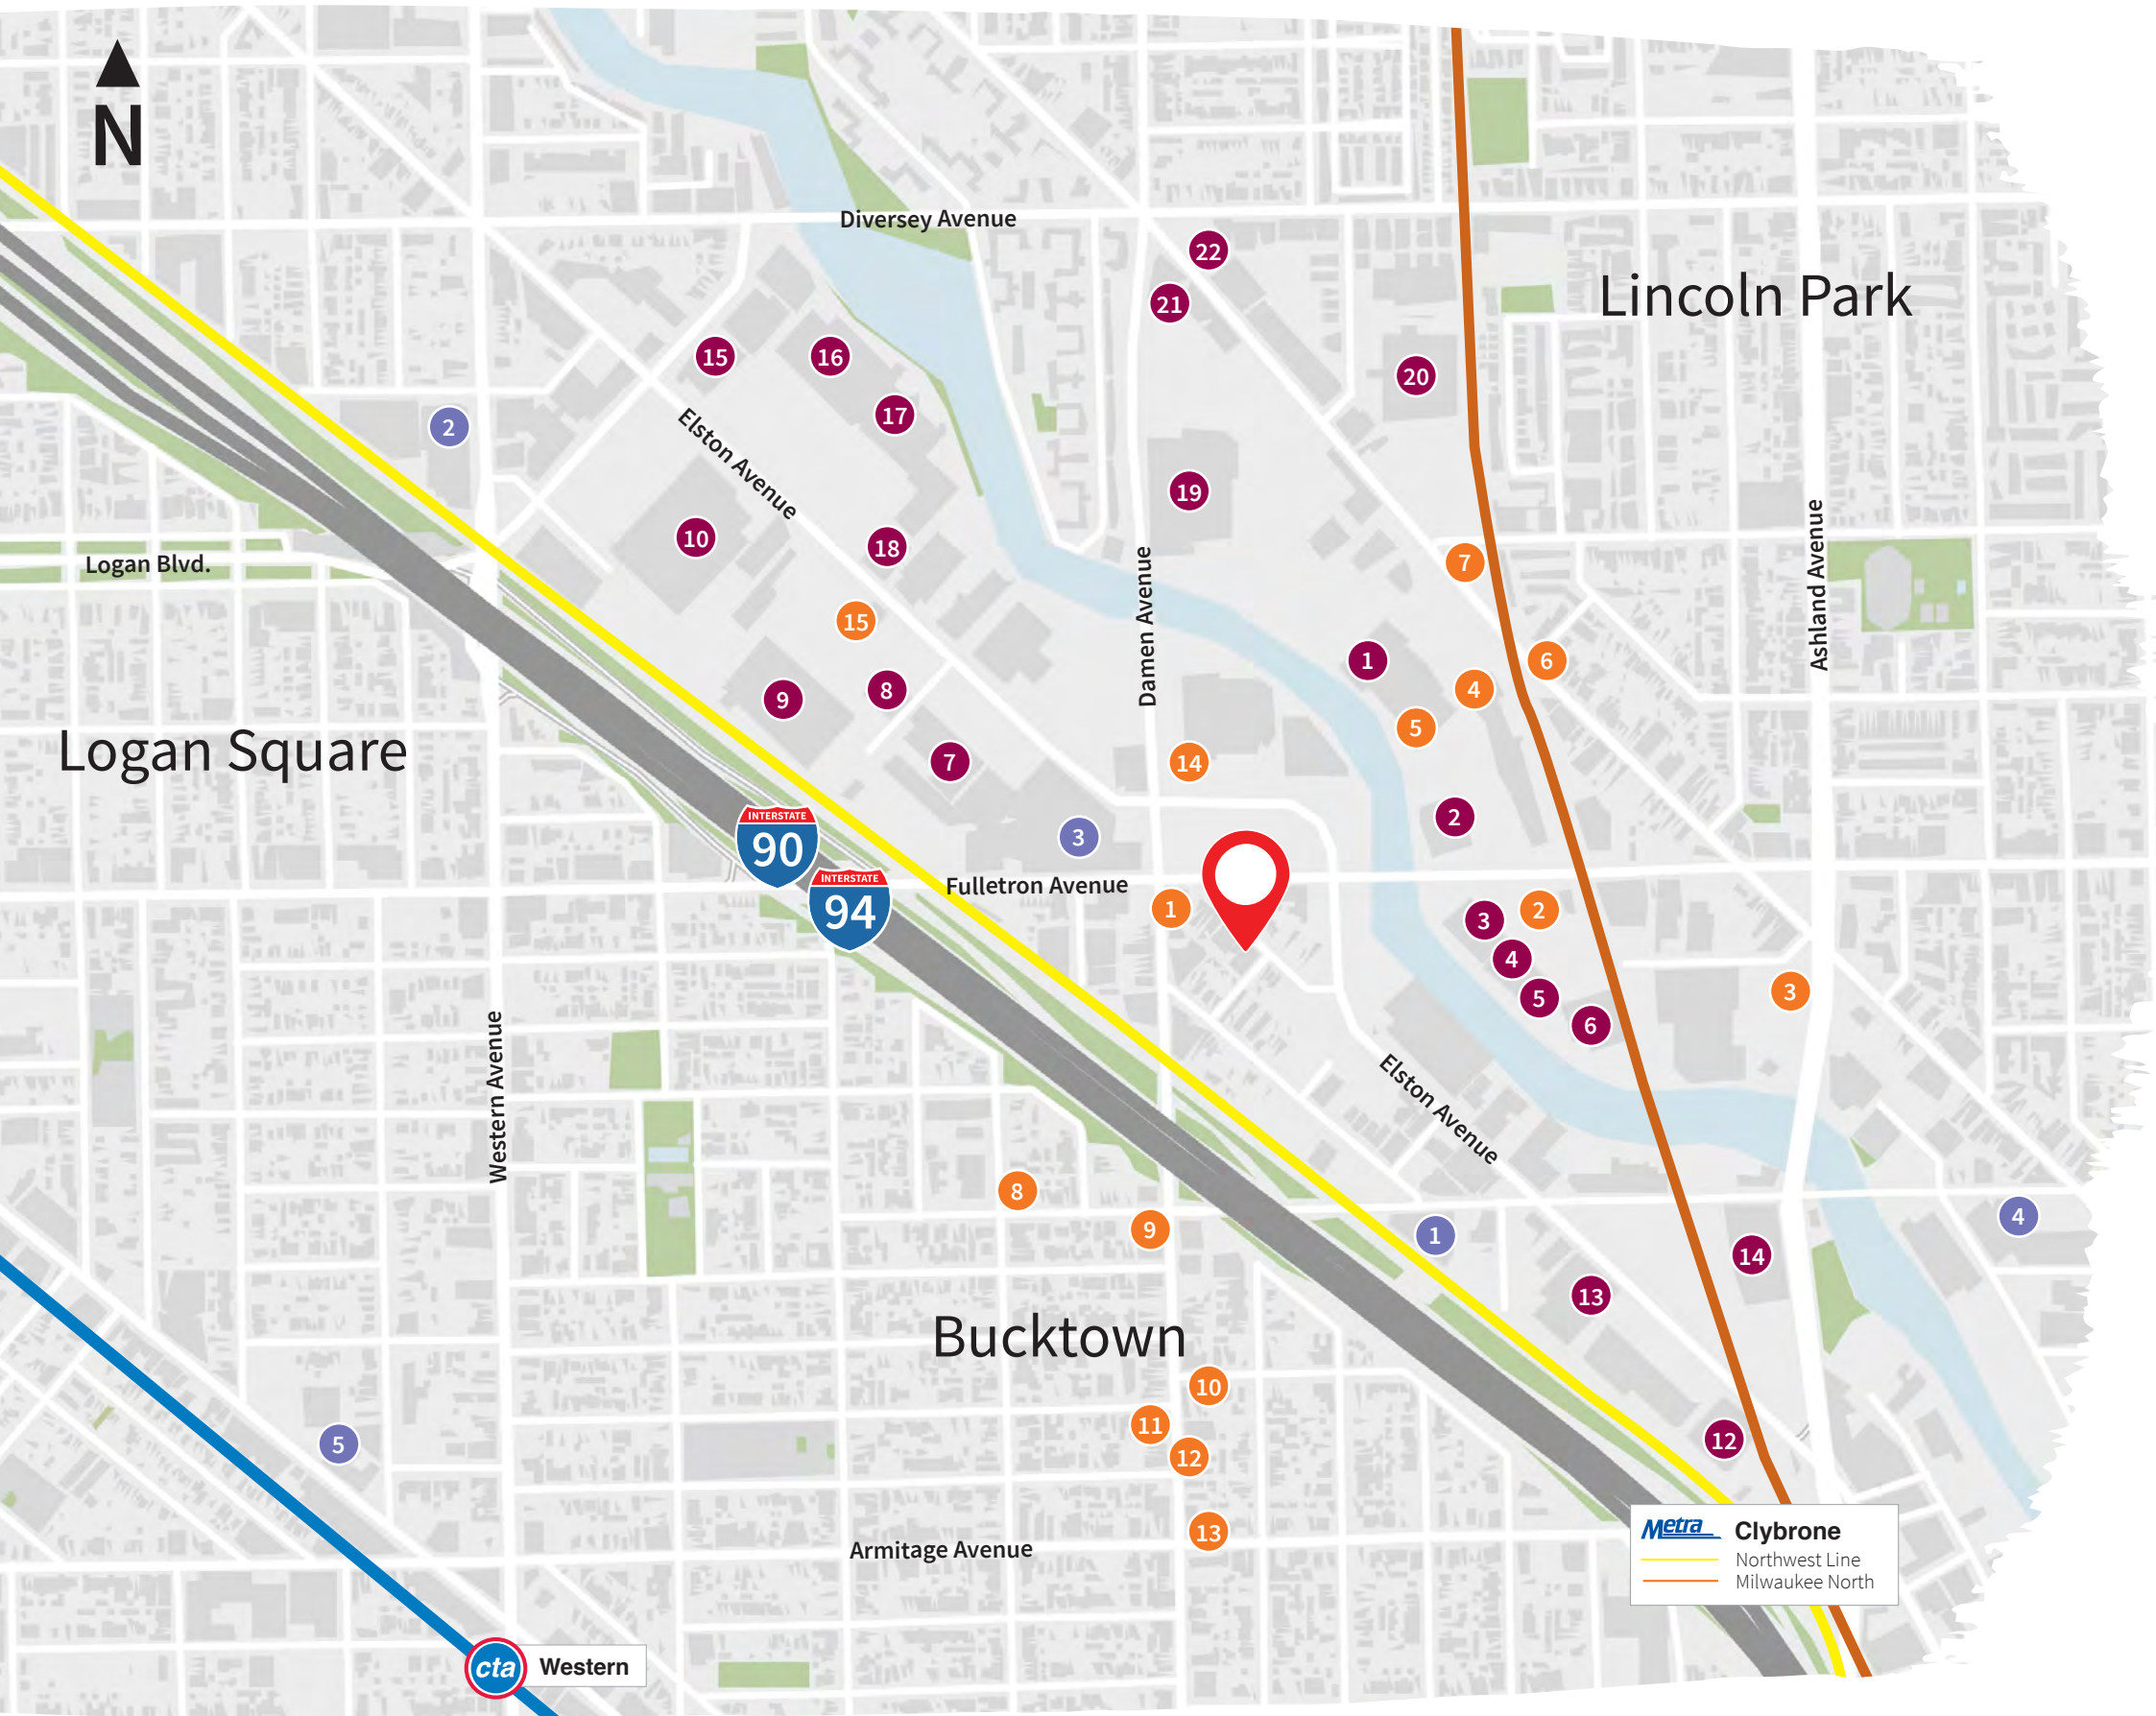 N
Diversey Avenue
22
21
Lincoln Park
15
16
20
17
2
Elston Avenue
19
10
18
Logan Blvd.
7
Ashland Avenue
Damen Avenue
15
1
6
9
8
4
5
Logan Square
7
14
INTERSTATE
90
3
2
INTERSTATE
94
Fulletron Avenue
1
3
2
4
5
3
6
Western Avenue
Elston Avenue
8
9
1
4
14
13
Bucktown
10
11
12
5
12
13
Armitage Avenue
Metra Clybrone
Northwest Line
Milwaukee North
cta Western